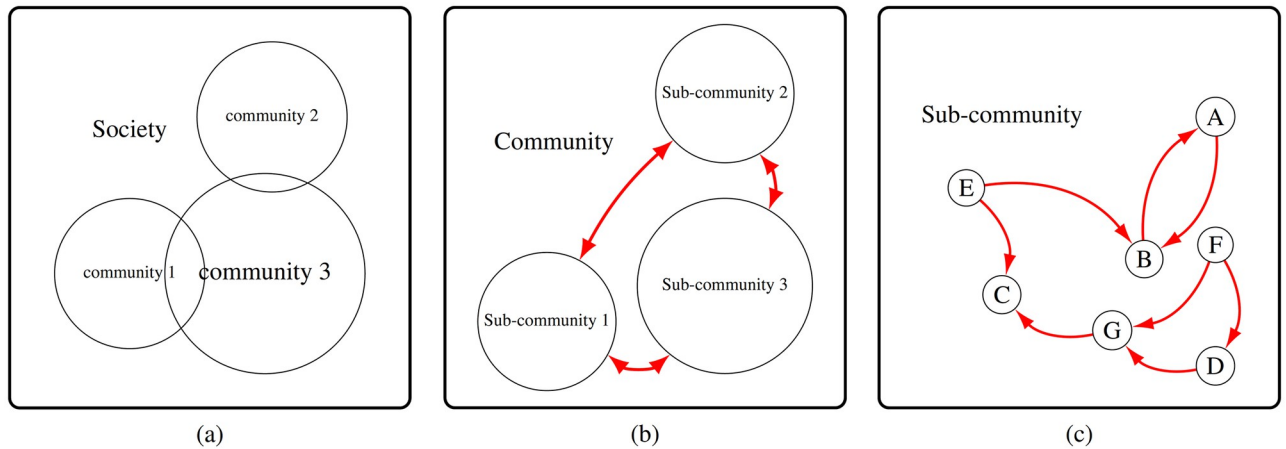 Society
community 2
community 1
community 3
(a)
Community
Sub-community 2
Sub-community 3
Sub-community 1
(b)
Sub-community
A
E
B
F
C
G
D
(c)